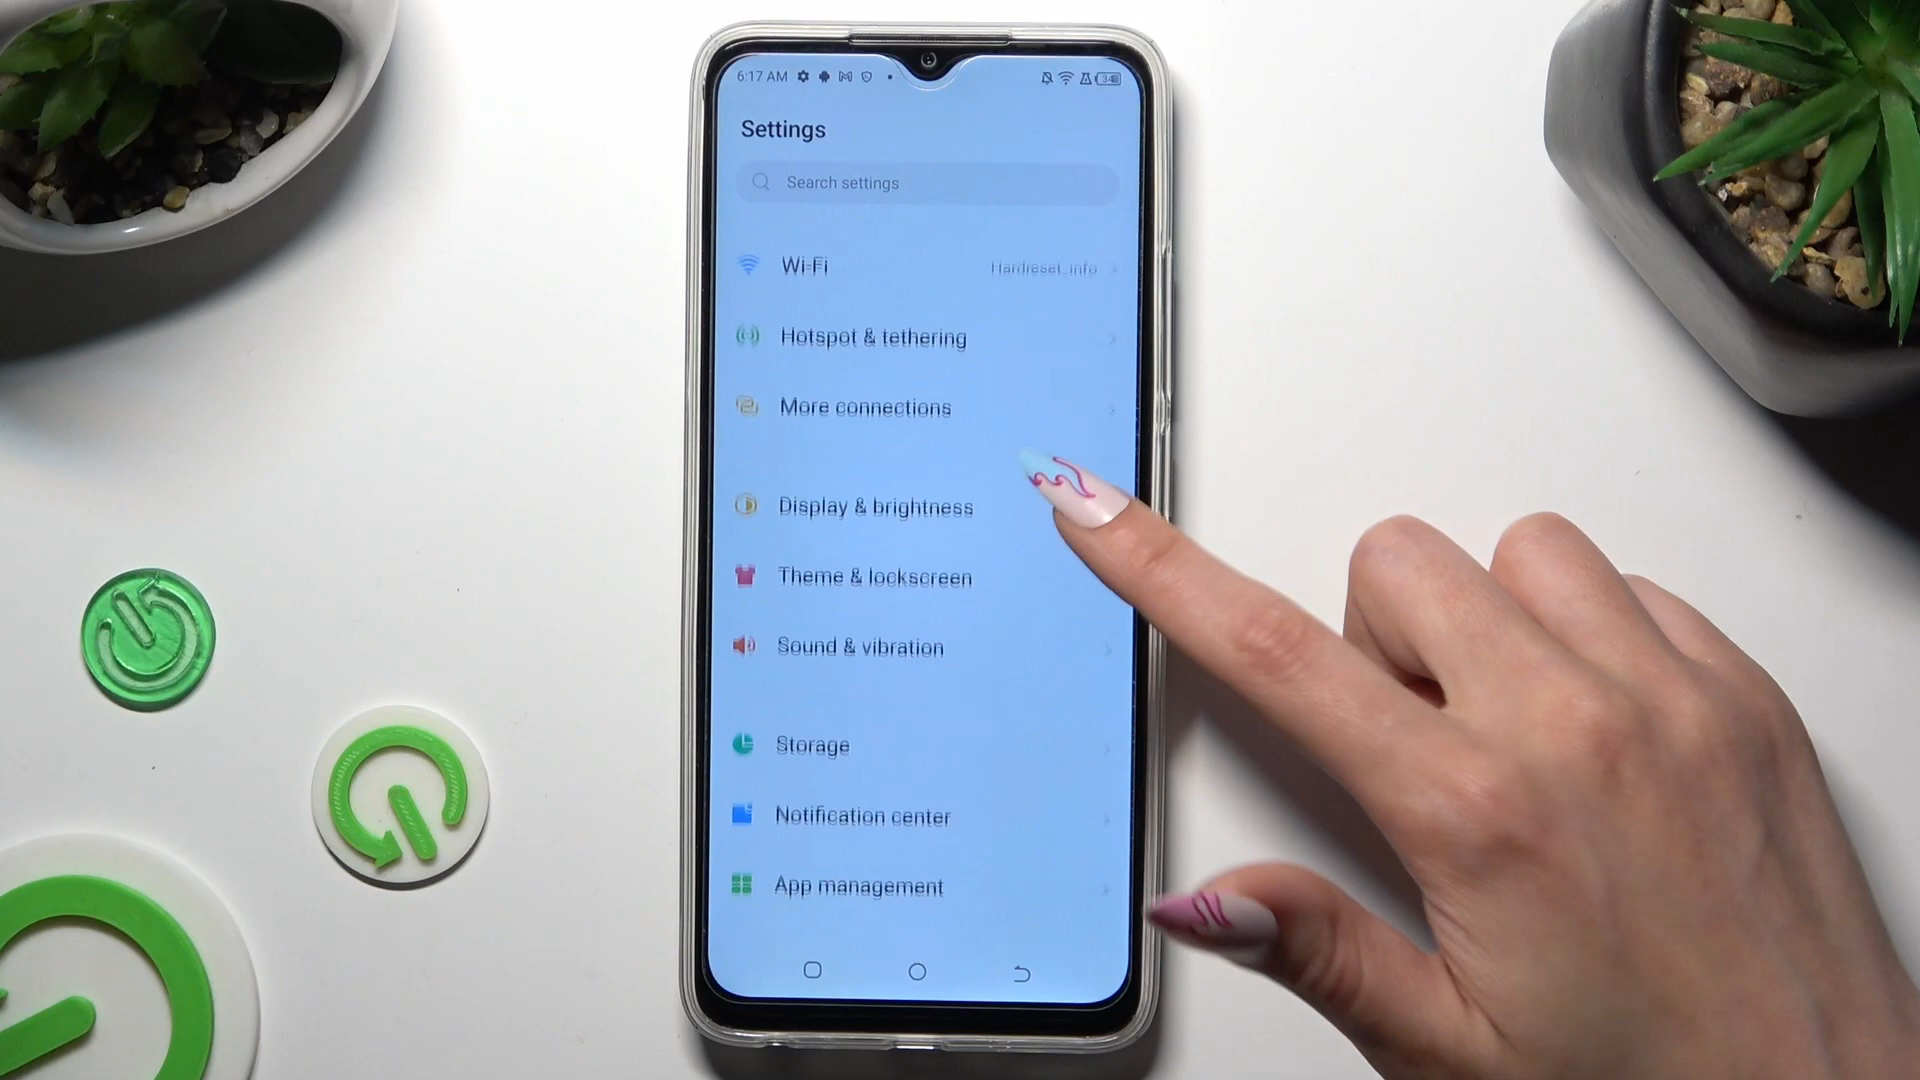 6:17 AM
Settings
Search settings
Wi-Fi
Hardreset_info
Hotspot & tethering
More connections
Display & brightness
Theme & lockscreen
Sound & vibration
Storage
Notification center
App management